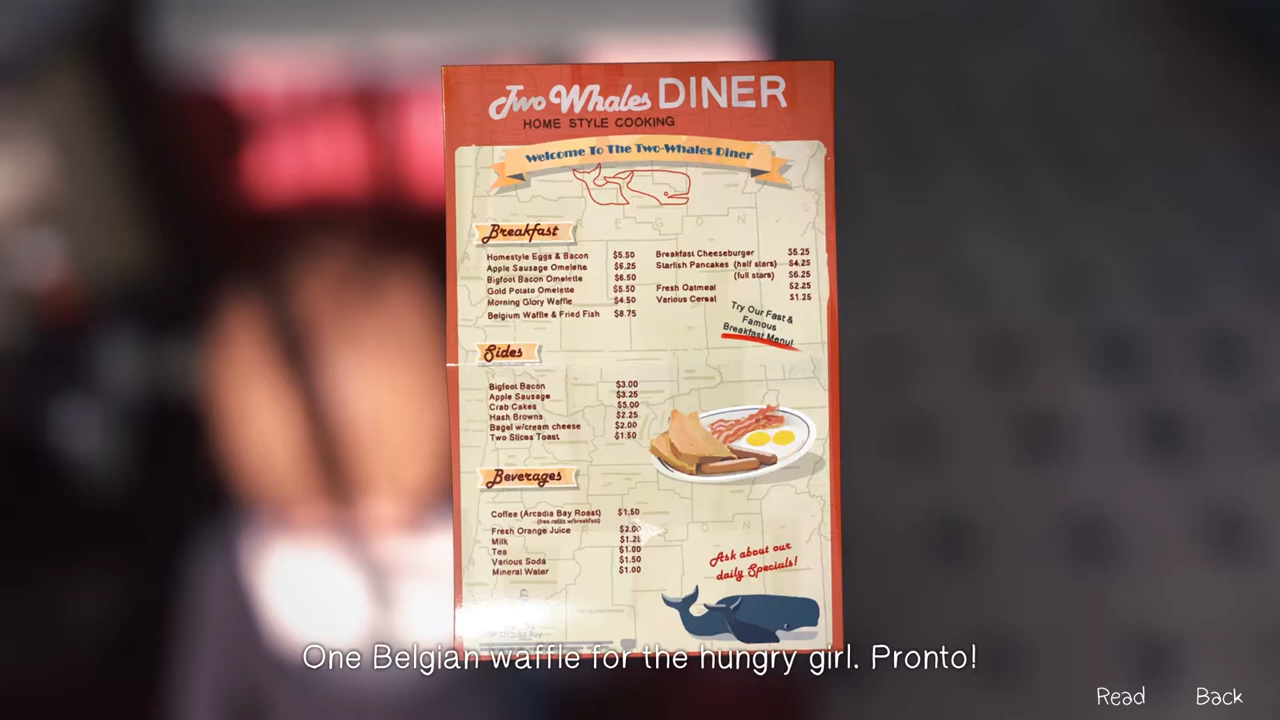 Two Whales DINER
HOME STYLE COOKING
Welcome To The Two-Whales Diner
E G O N
Breakfast
Homestyle Eggs & Bacon $5.50
Apple Sausage Omelette $6.25
Bigfoot Bacon Omelette $6.50
Gold Potato Omelette $5.50
Morning Glory Waffle $4.50
Belgium Waffle & Fried Fish $8.75
Breakfast Cheeseburger $5.25
Starfish Pancakes (half stars) $4.25
(full stars) $6.25
Fresh Oatmeal $2.25
Various Cereal $1.25
Try Our Fast &
Famous
Breakfast Menu!
Sides
Bigfoot Bacon $3.00
Apple Sausage $3.25
Crab Cakes $5.00
Hash Browns $2.25
Bagel w/cream cheese $2.00
Two Slices Toast $1.50
Beverages
Coffee (Arcadia Bay Roast) $1.50
(free refills w/breakfast)
Fresh Orange Juice $2.00
Milk $1.25
Tea $1.00
Various Soda $1.50
Mineral Water $1.00
O N
Ask about our
daily Specials!
One Belgian waffle for the hungry girl. Pronto!
Read Back